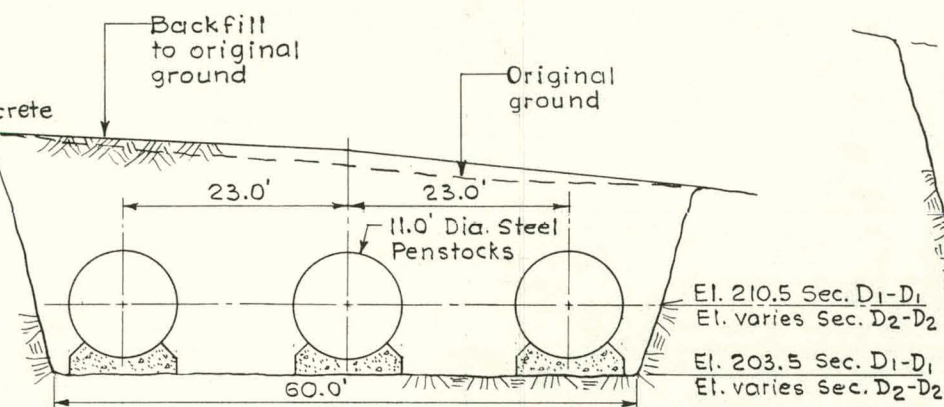 Backfill
to original
ground
Original
ground
crete
23.0'
23.0'
11.0' Dia. Steel
Penstocks
El. 210.5 Sec. D1-D1
El. varies Sec. D2-D2
El. 203.5 Sec. D1-D1
El. varies Sec. D2-D2
60.0'